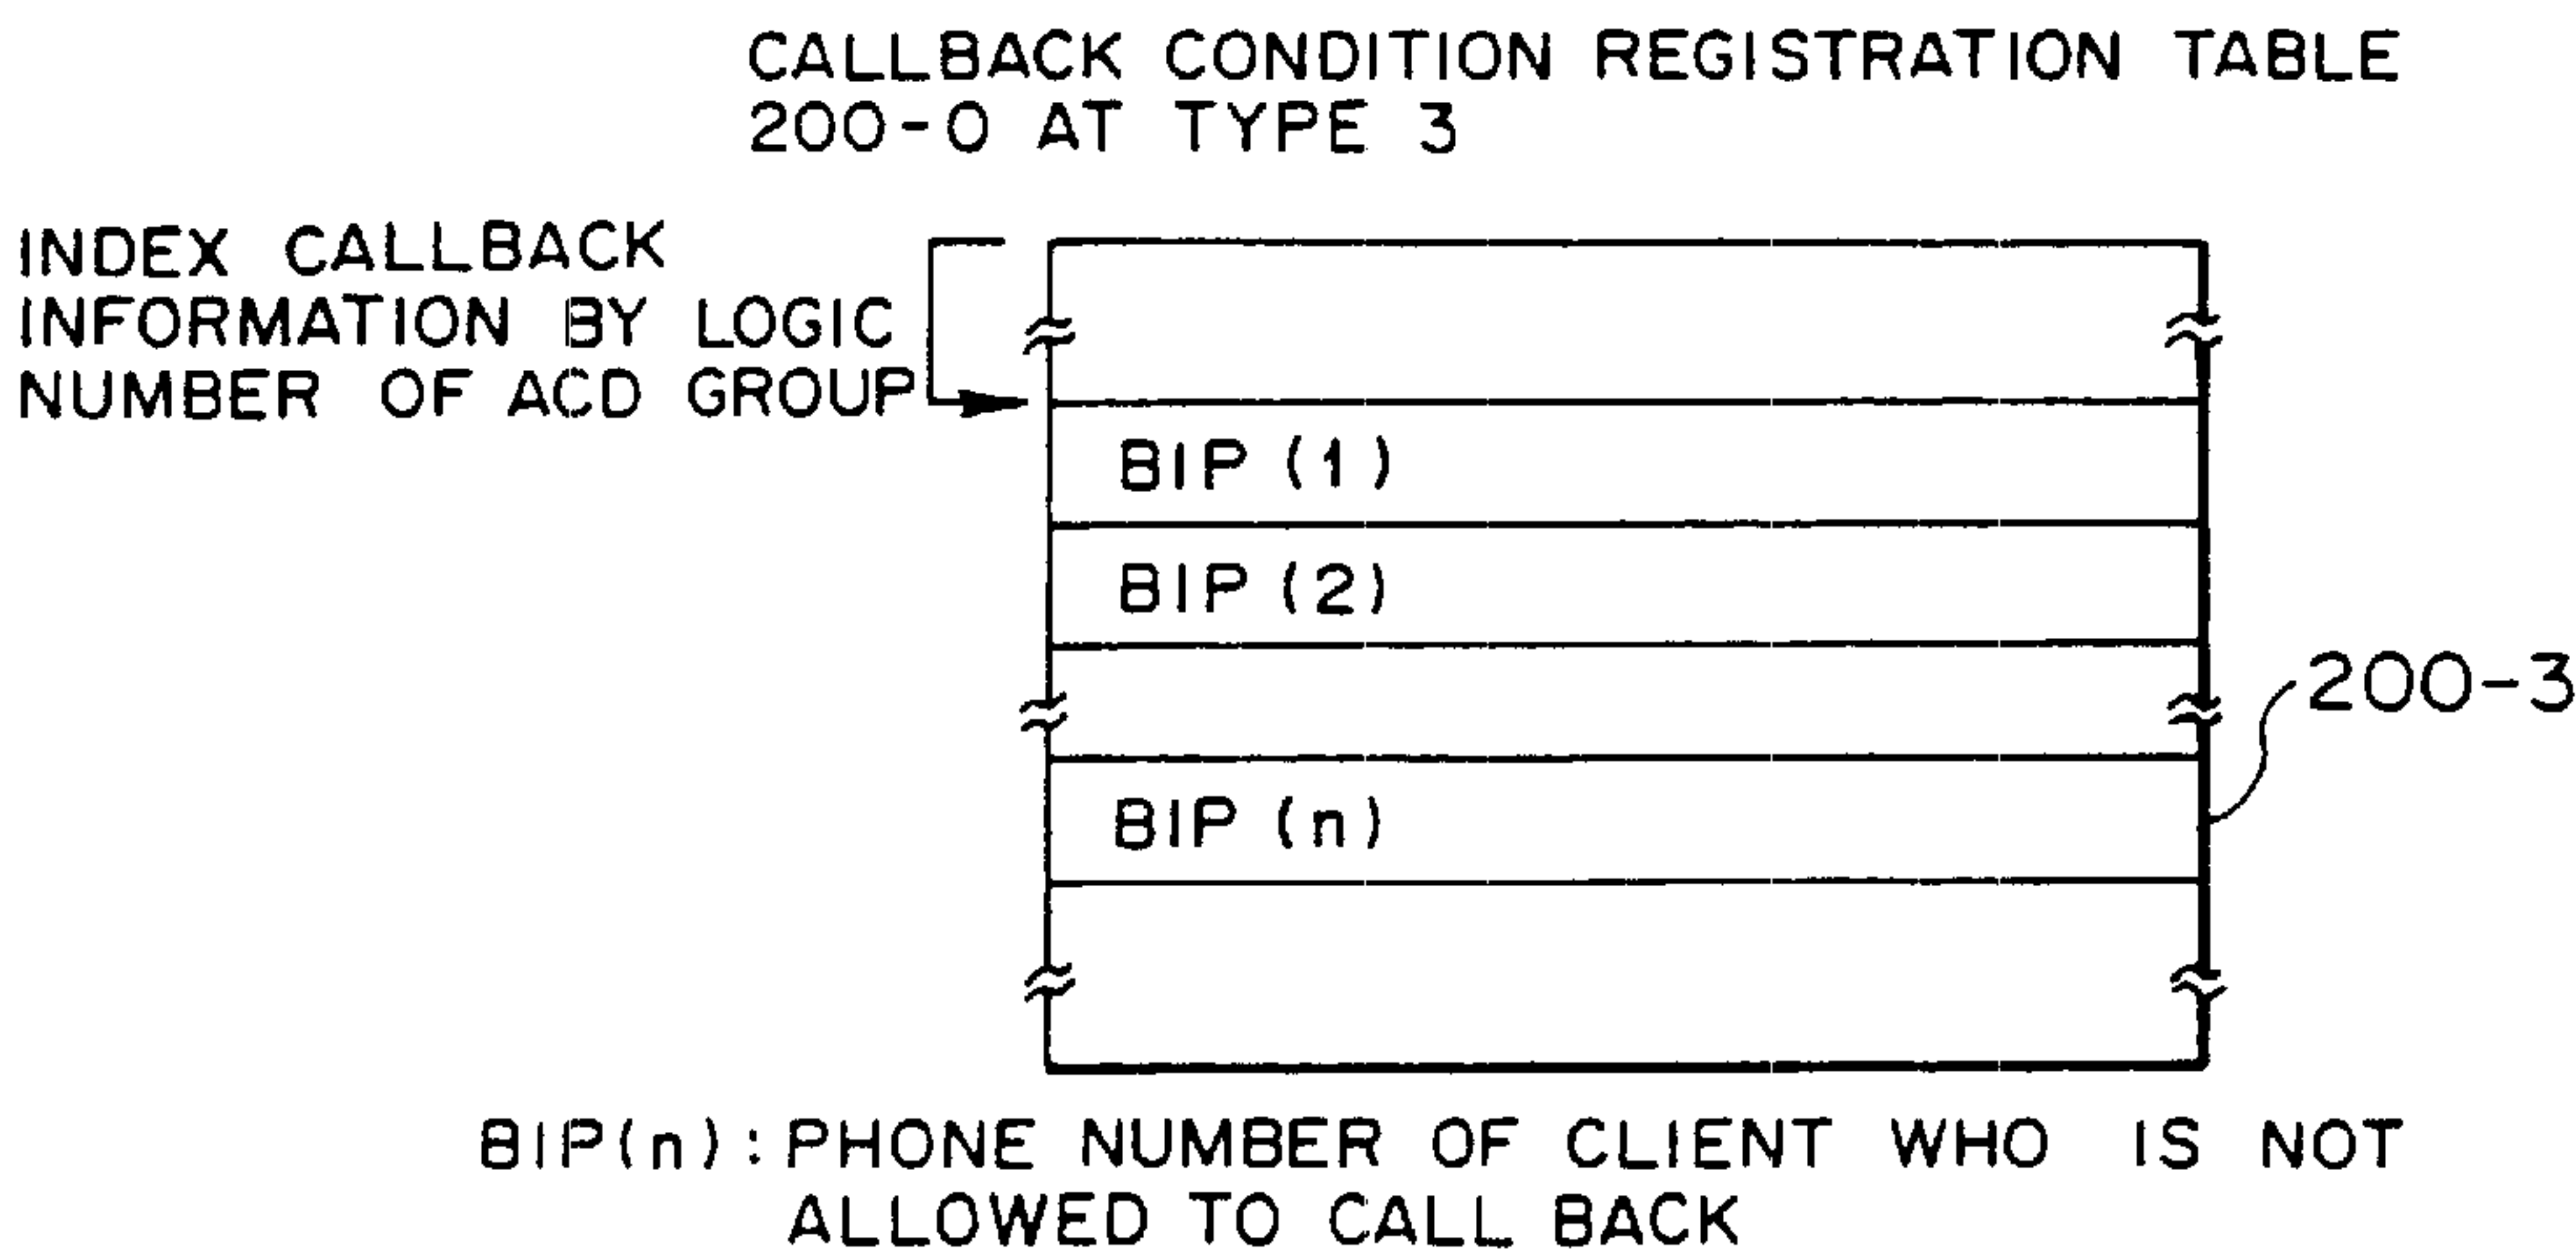 CALLBACK CONDITION REGISTRATION TABLE
200-0 AT TYPE 3
INDEX CALLBACK
INFORMATION BY LOGIC
NUMBER OF ACD GROUP
BIP (1)
BIP (2)
200-3
BIP (n)
BIP(n): PHONE NUMBER OF CLIENT WHO IS NOT
ALLOWED TO CALL BACK